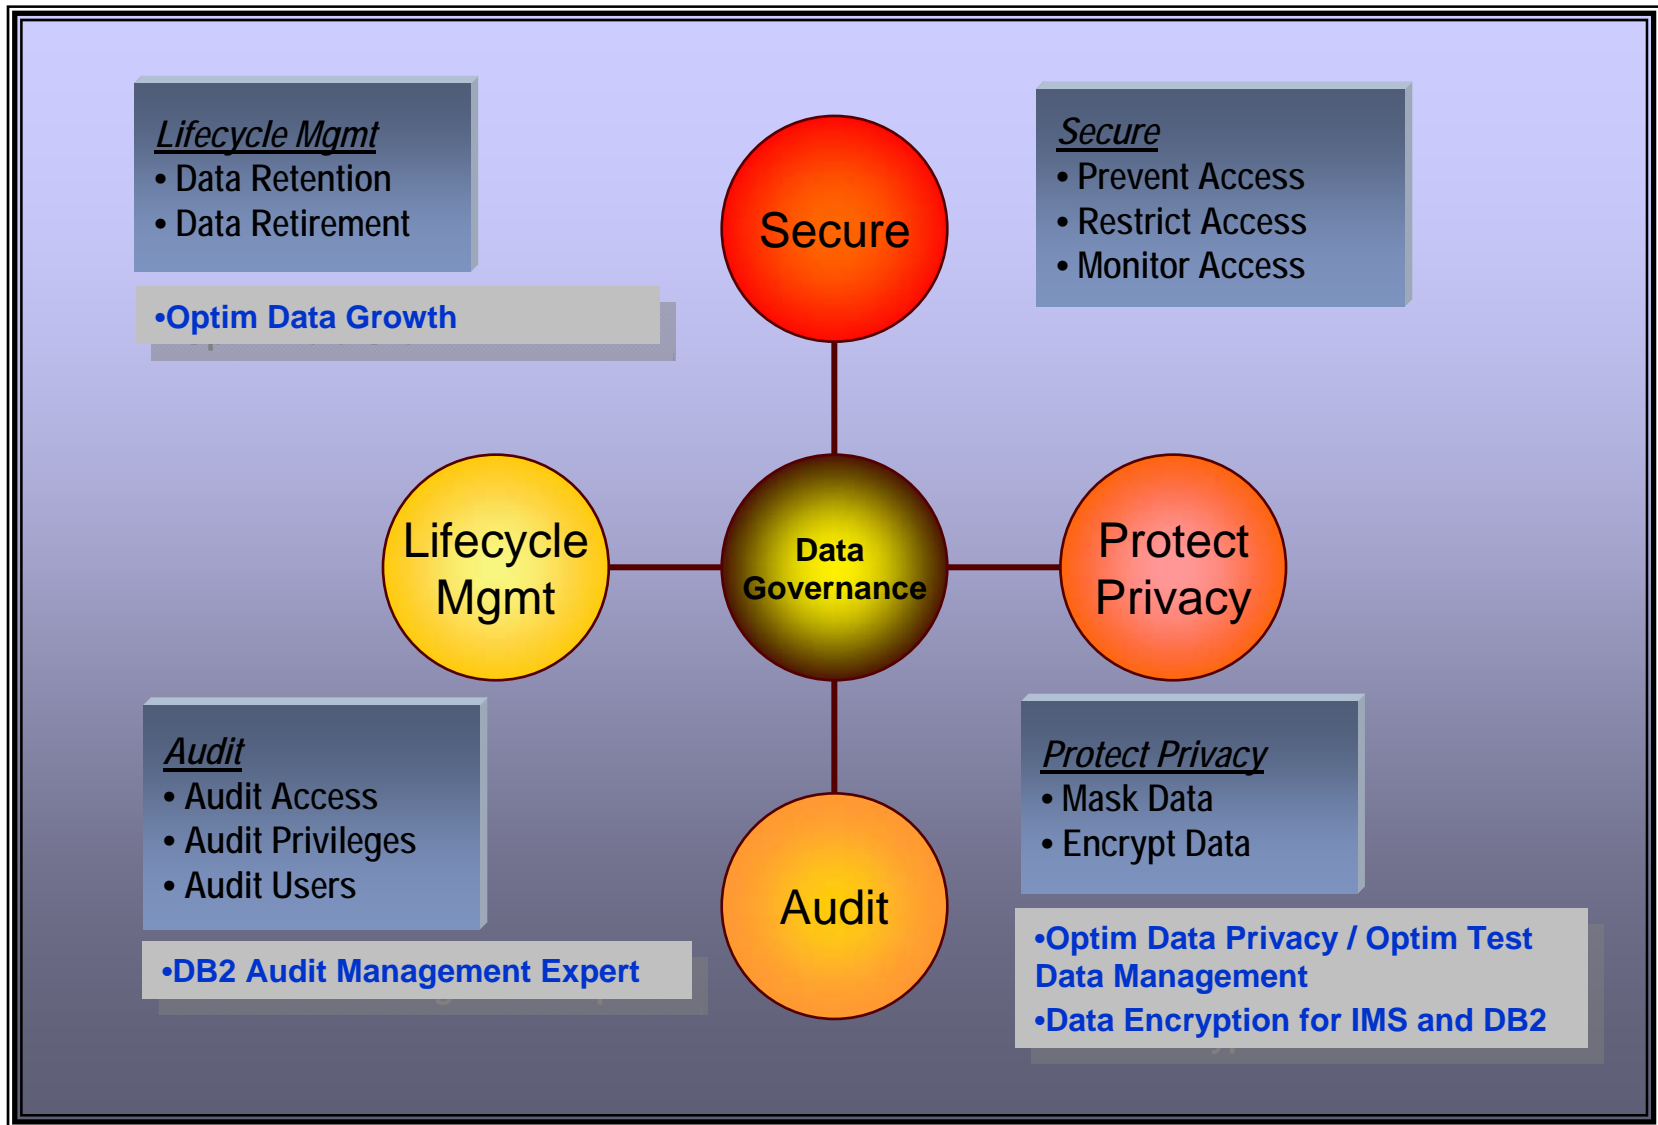 Lifecycle Mgmt
• Data Retention
• Data Retirement
•Optim Data Growth
Secure
Secure
• Prevent Access
• Restrict Access
• Monitor Access
Lifecycle
Mgmt
Data
Governance
Protect
Privacy
Audit
• Audit Access
• Audit Privileges
• Audit Users
•DB2 Audit Management Expert
Audit
Protect Privacy
• Mask Data
• Encrypt Data
•Optim Data Privacy / Optim Test
Data Management
•Data Encryption for IMS and DB2